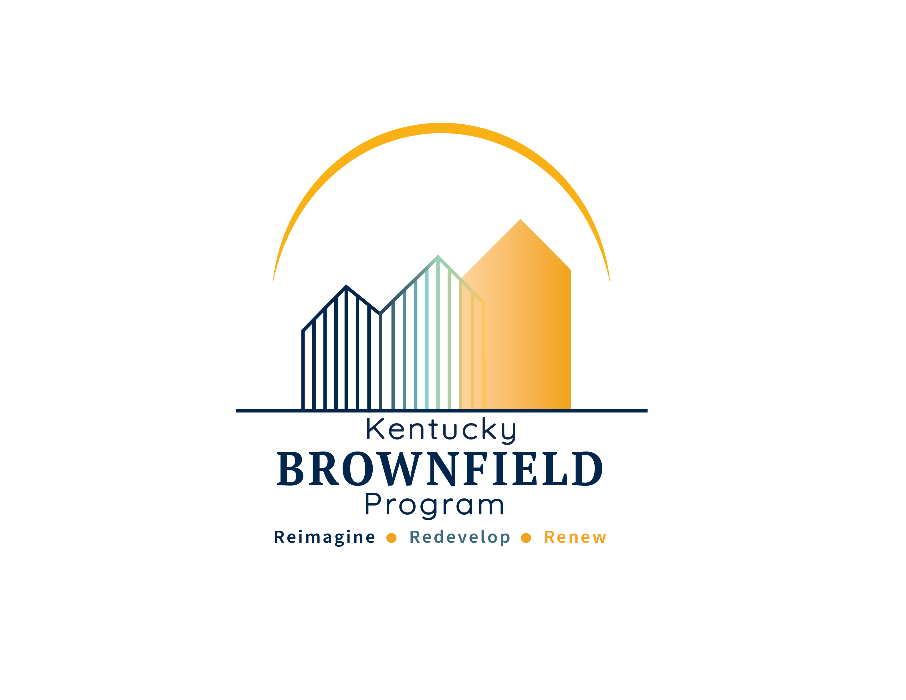 Kentucky
BROWNFIELD
Program
Reimagine ● Redevelop ● Renew